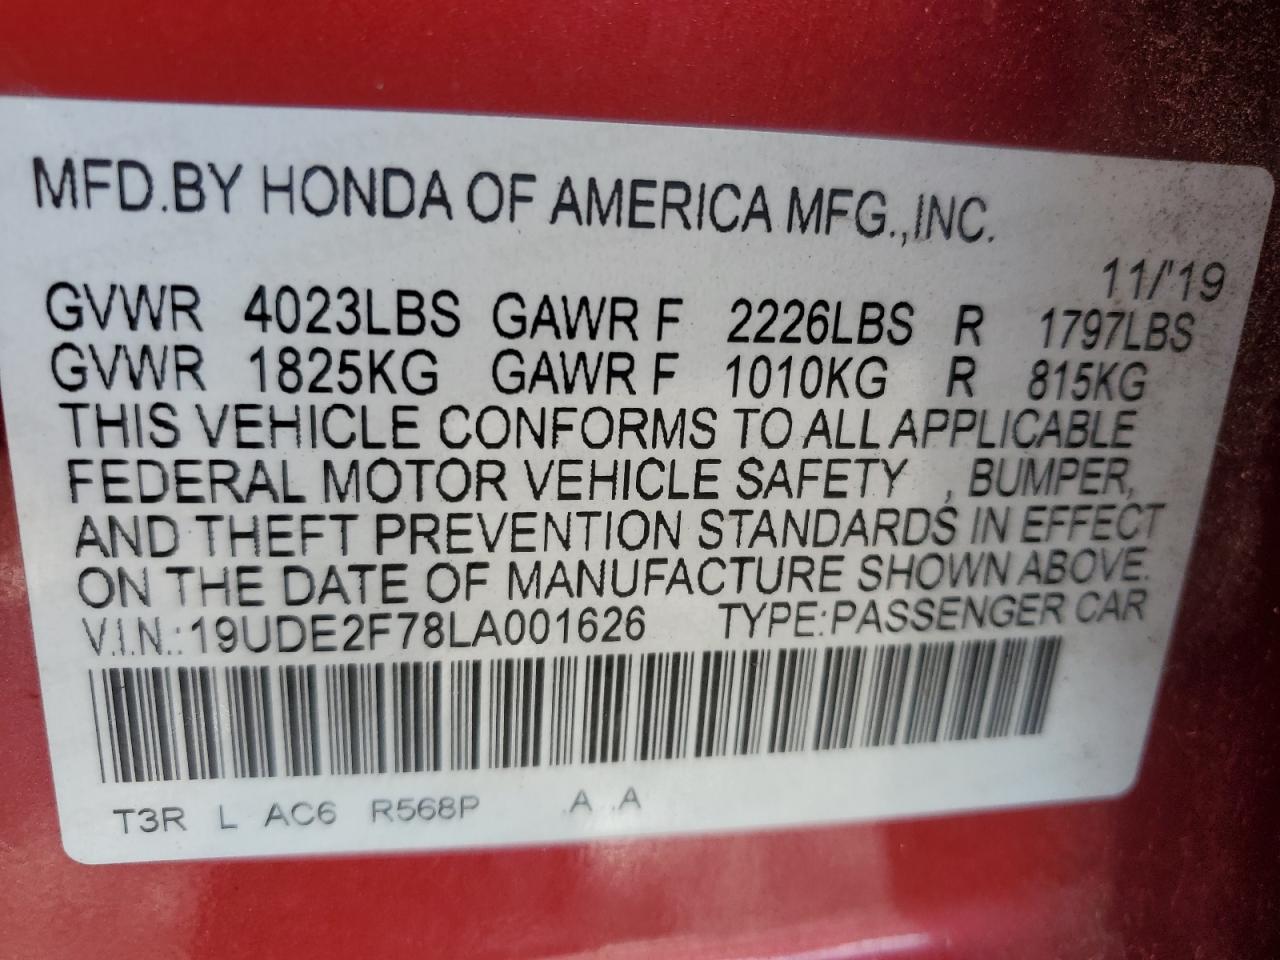 MFD.BY HONDA OF AMERICA MFG.,INC.
11/'19
GVWR 4023LBS GAWR F 2226LBS R 1797LBS
GVWR 1825KG GAWR F 1010KG R 815KG
THIS VEHICLE CONFORMS TO ALL APPLICABLE
FEDERAL MOTOR VEHICLE SAFETY , BUMPER,
AND THEFT PREVENTION STANDARDS IN EFFECT
ON THE DATE OF MANUFACTURE SHOWN ABOVE.
V.I.N.:19UDE2F78LA001626 TYPE:PASSENGER CAR
T3R L AC6 R568P A A